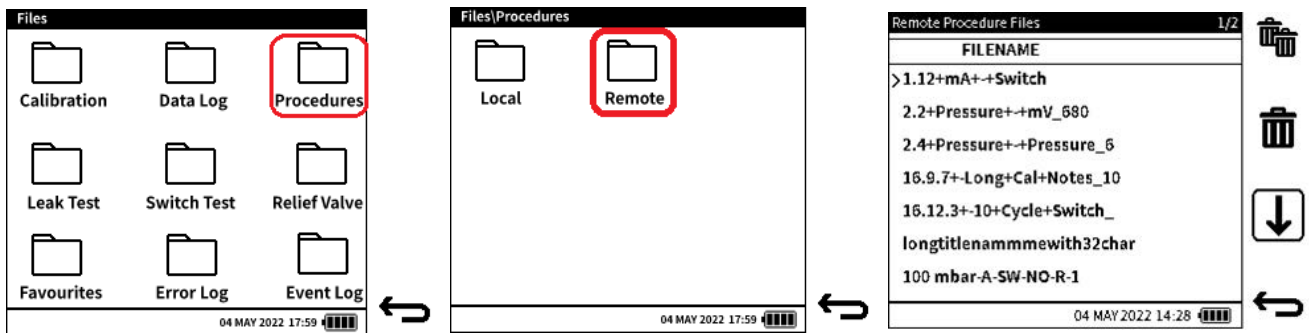 Files
Calibration Data Log Procedures
Leak Test Switch Test Relief Valve
Favourites Error Log Event Log
04 MAY 2022 17:59
Files\Procedures
Local Remote
04 MAY 2022 17:59
Remote Procedure Files 1/2
FILENAME
>1.12+mA+-+Switch
2.2+Pressure+-+mV_680
2.4+Pressure+-+Pressure_6
16.9.7+-Long+Cal+Notes_10
16.12.3+-10+Cycle+Switch_
longtitlenammmewith32char
100 mbar-A-SW-NO-R-1
04 MAY 2022 14:28